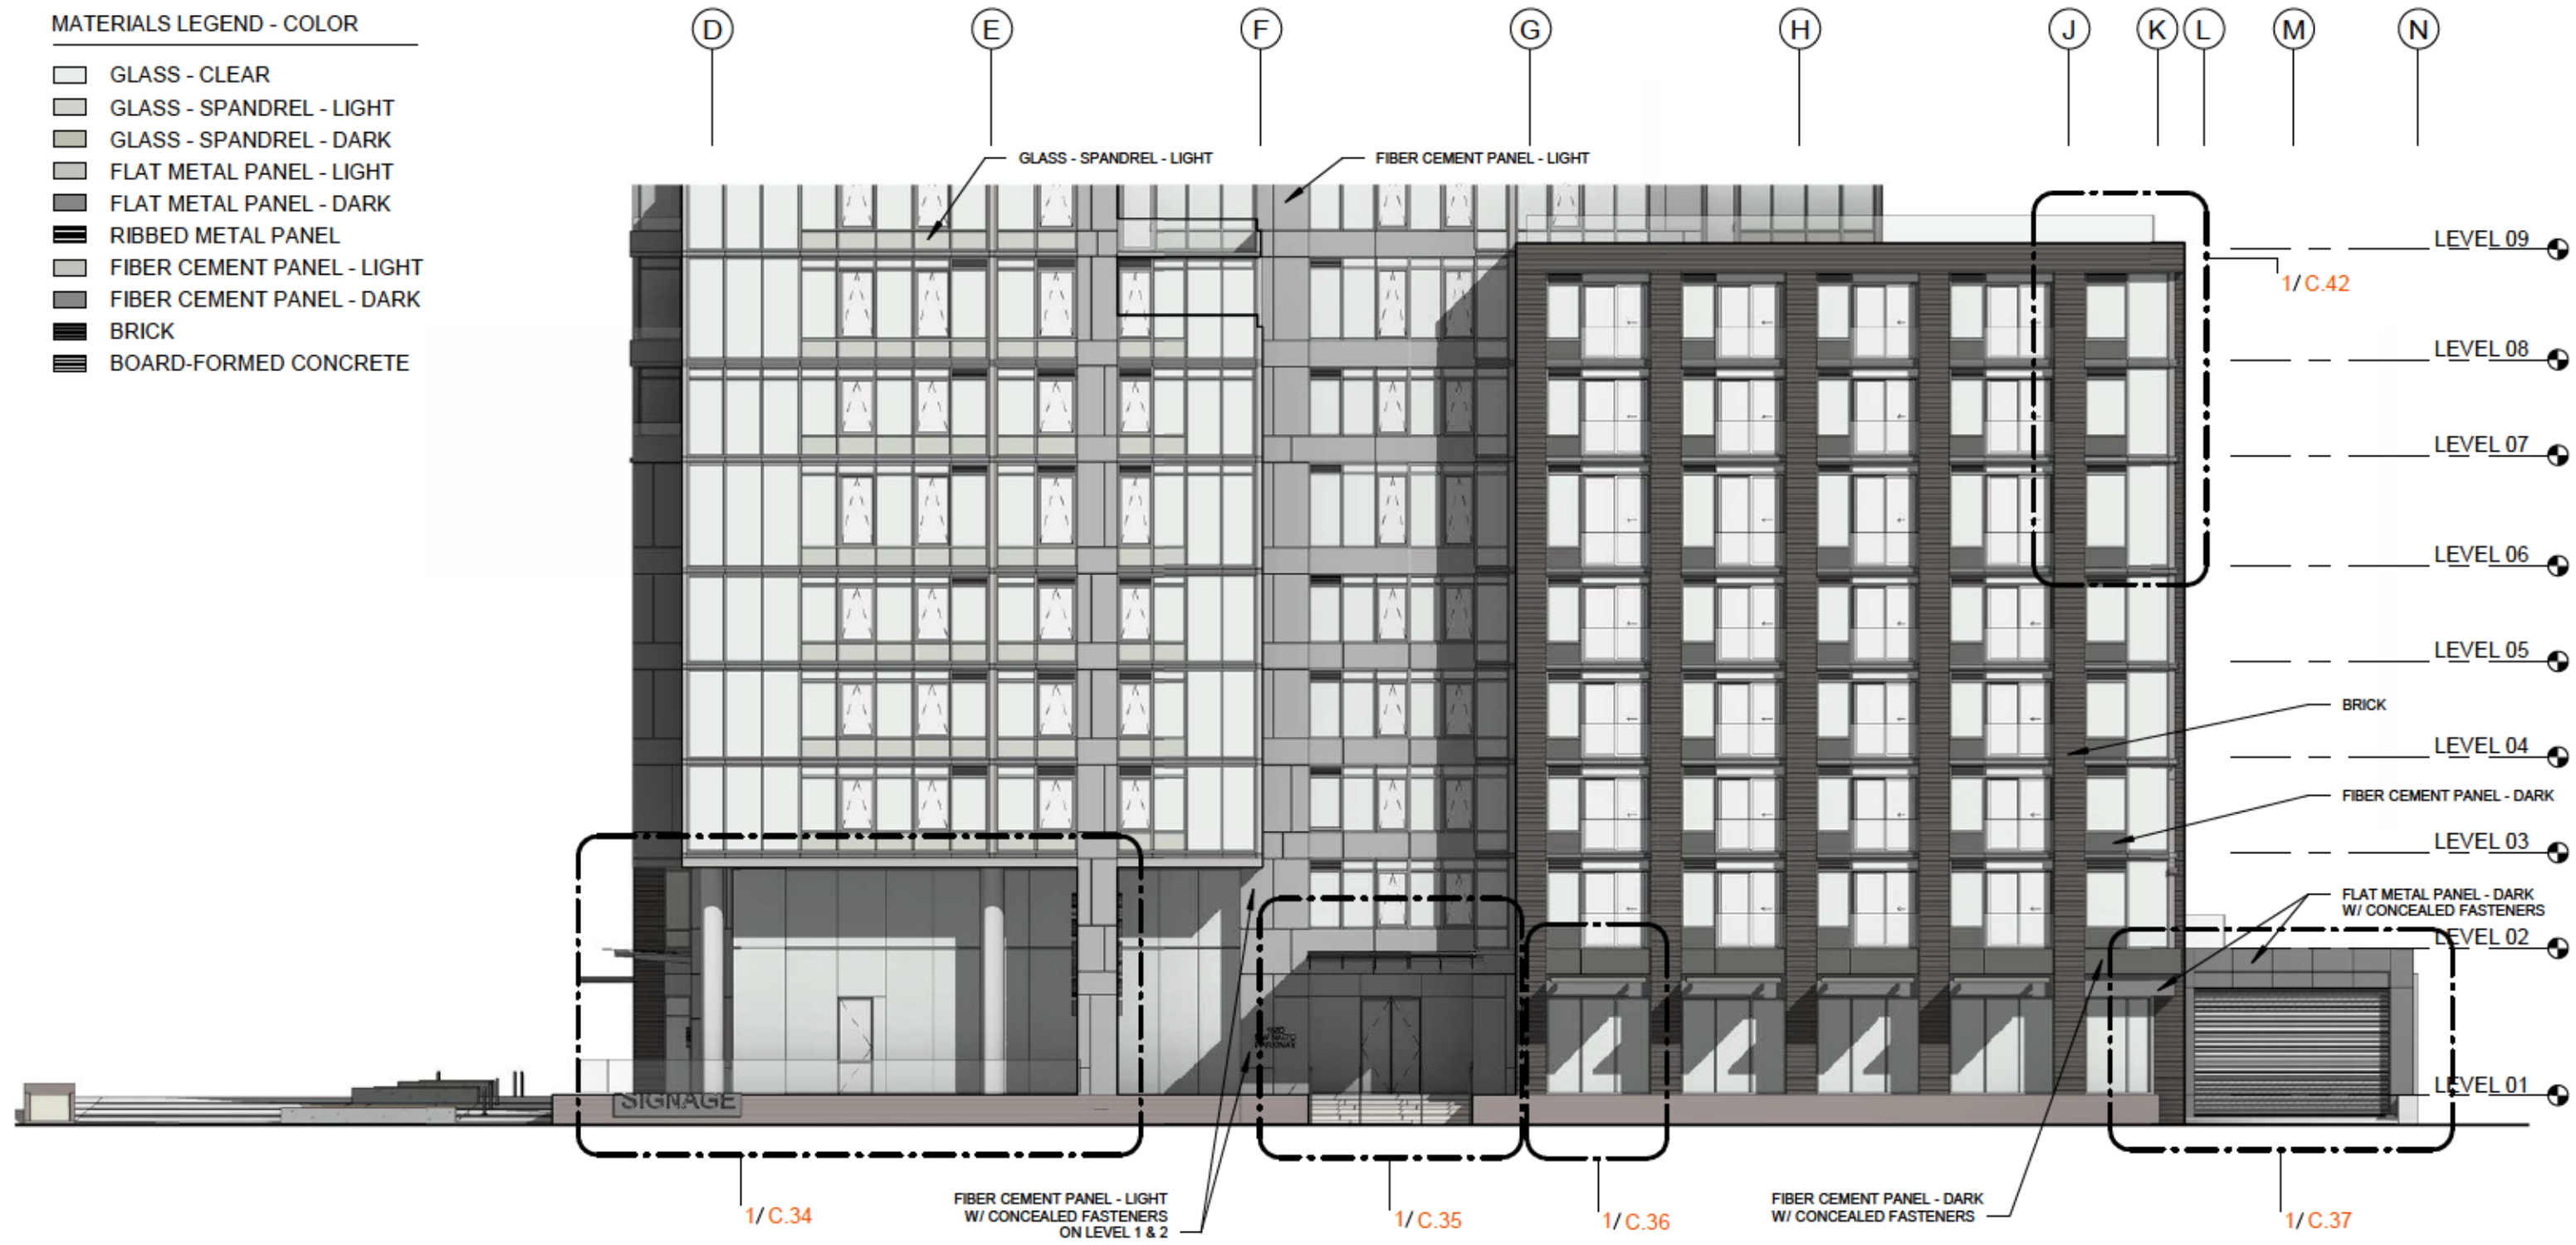 MATERIALS LEGEND - COLOR
GLASS - CLEAR
GLASS - SPANDREL - LIGHT
GLASS - SPANDREL - DARK
FLAT METAL PANEL - LIGHT
FLAT METAL PANEL - DARK
RIBBED METAL PANEL
FIBER CEMENT PANEL - LIGHT
FIBER CEMENT PANEL - DARK
BRICK
BOARD-FORMED CONCRETE
D
E
F
G
H
J
K
L
M
N
GLASS - SPANDREL - LIGHT
FIBER CEMENT PANEL - LIGHT
LEVEL 09
1/ C.42
LEVEL 08
LEVEL 07
LEVEL 06
LEVEL 05
BRICK
LEVEL 04
FIBER CEMENT PANEL - DARK
LEVEL 03
FLAT METAL PANEL - DARK
W/ CONCEALED FASTENERS
LEVEL 02
LEVEL 01
SIGNAGE
1/ C.34
FIBER CEMENT PANEL - LIGHT
W/ CONCEALED FASTENERS
ON LEVEL 1 & 2
1/ C.35
1/ C.36
FIBER CEMENT PANEL - DARK
W/ CONCEALED FASTENERS
1/ C.37